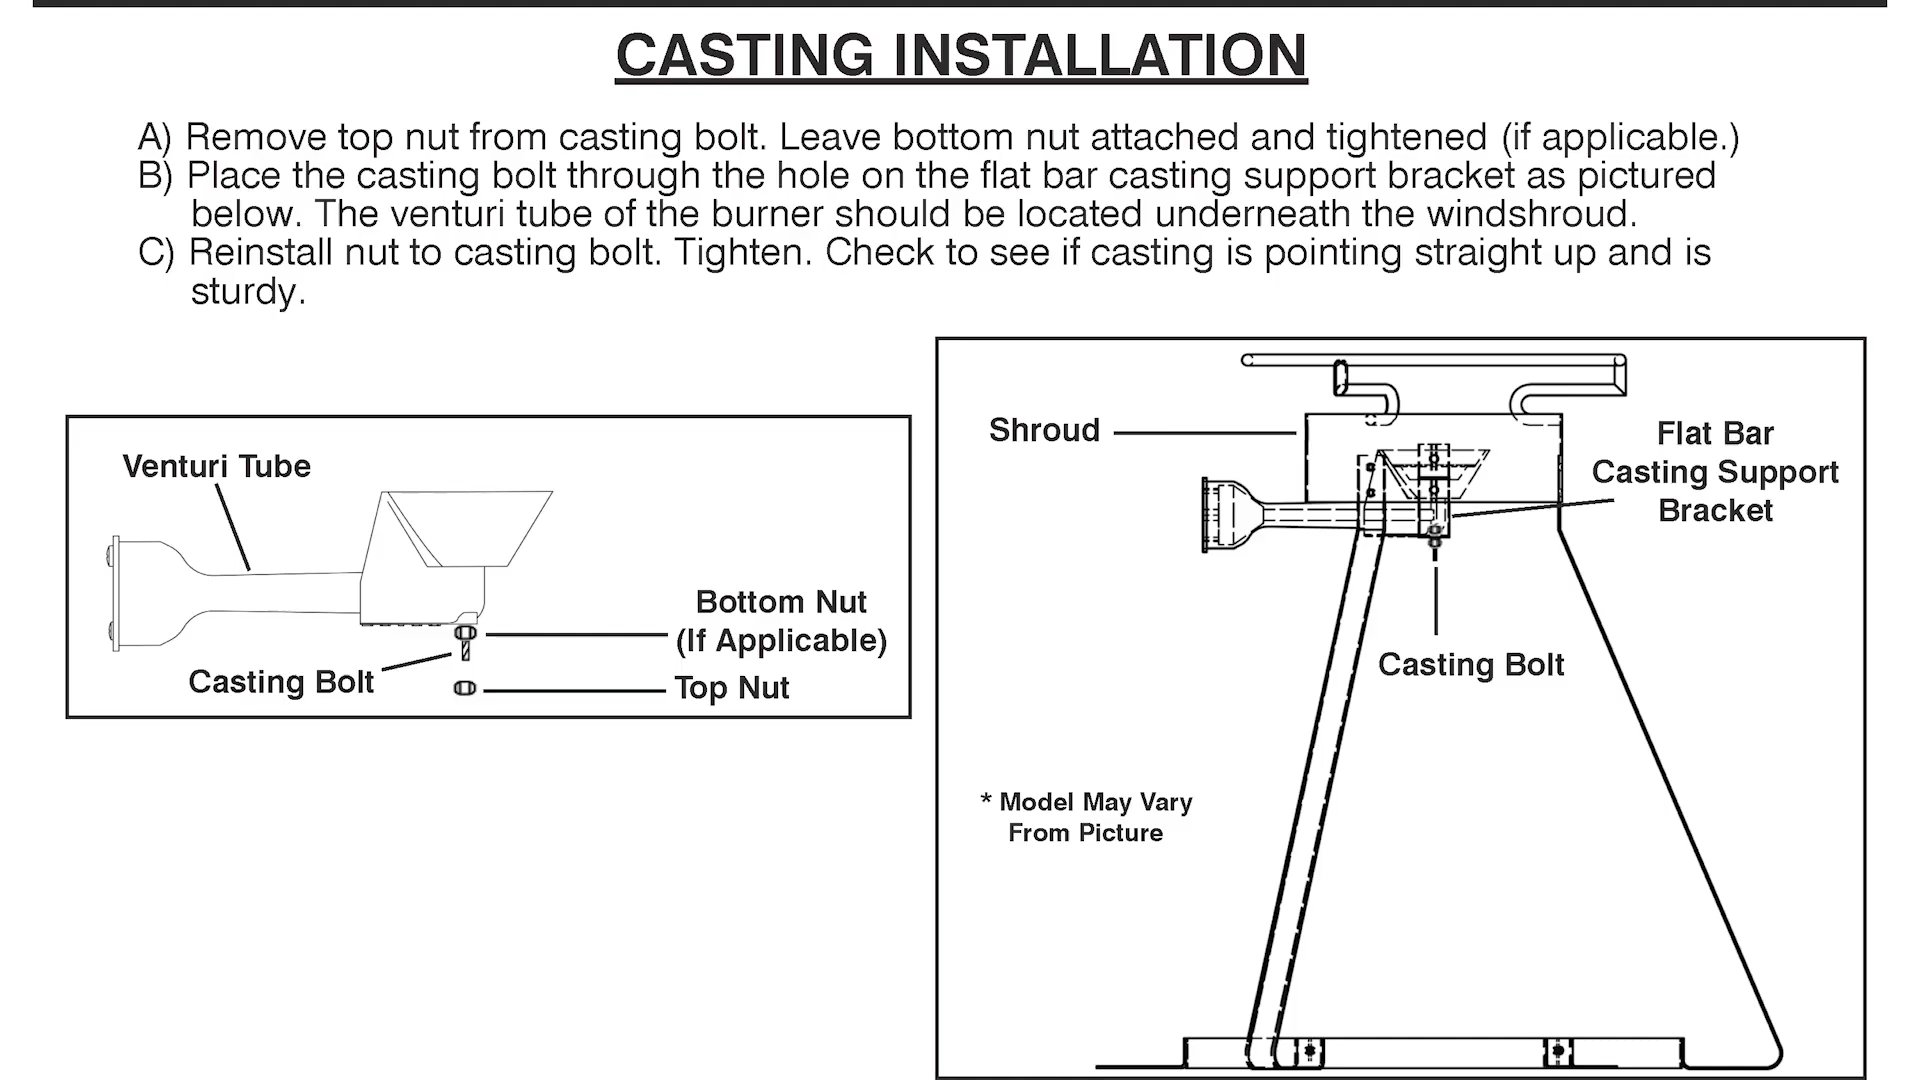 CASTING INSTALLATION
A) Remove top nut from casting bolt. Leave bottom nut attached and tightened (if applicable.)
B) Place the casting bolt through the hole on the flat bar casting support bracket as pictured
below. The venturi tube of the burner should be located underneath the windshroud.
C) Reinstall nut to casting bolt. Tighten. Check to see if casting is pointing straight up and is
sturdy.
Venturi Tube
Bottom Nut
(If Applicable)
Casting Bolt
Top Nut
Shroud
Flat Bar
Casting Support
Bracket
Casting Bolt
* Model May Vary
From Picture